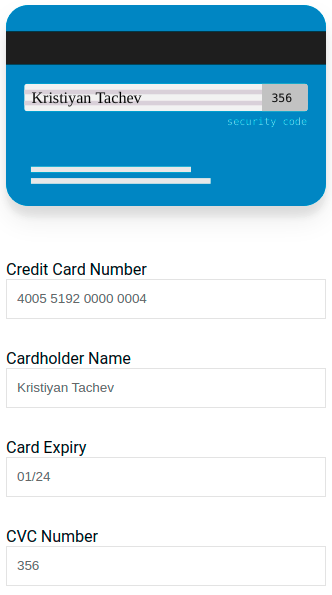 Kristiyan Tachev 356
security code
Credit Card Number
4005 5192 0000 0004
Cardholder Name
Kristiyan Tachev
Card Expiry
01/24
CVC Number
356